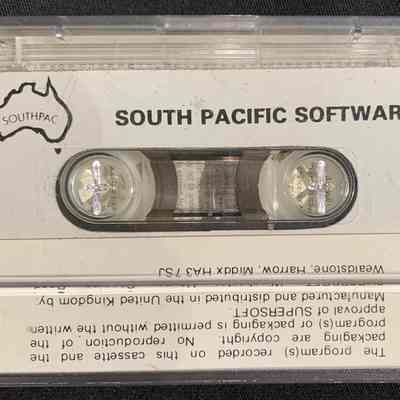 SOUTHPAC
SOUTH PACIFIC SOFTWAR
The program(s) recorded on this cassette and the
packaging are copyright. No reproduction of the
program(s) or packaging is permitted without the written
approval of SUPERSOFT.
Manufactured and distributed in the United Kingdom by
Wealdstone, Harrow, Middx HA3 7SJ